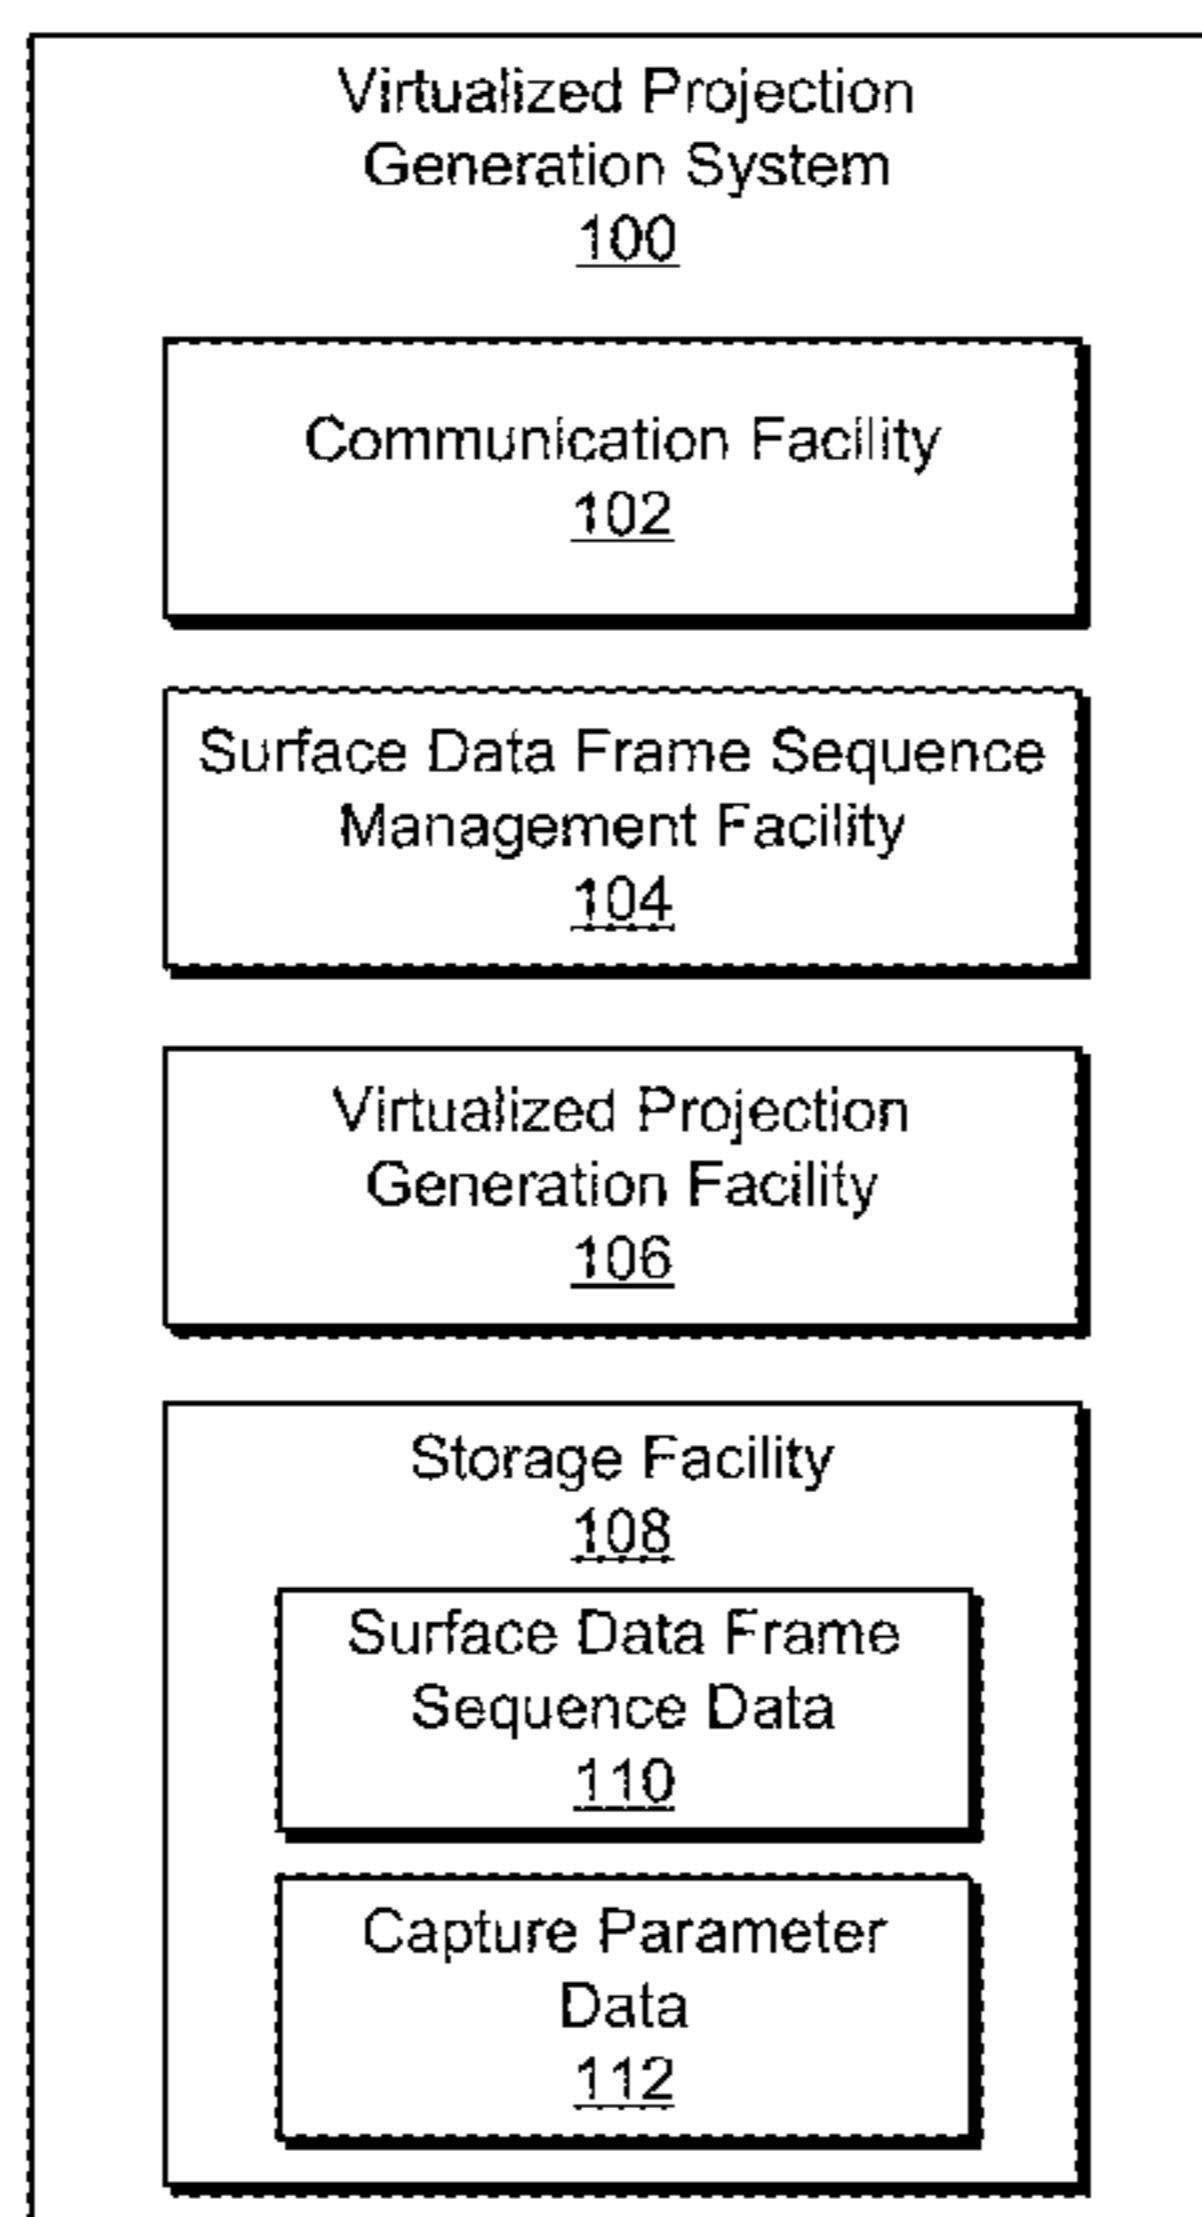 Virtualized Projection
Generation System
100
Communication Facility
102
Surface Data Frame Sequence
Management Facility
104
Virtualized Projection
Generation Facility
106
Storage Facility
108
Surface Data Frame
Sequence Data
110
Capture Parameter
Data
112